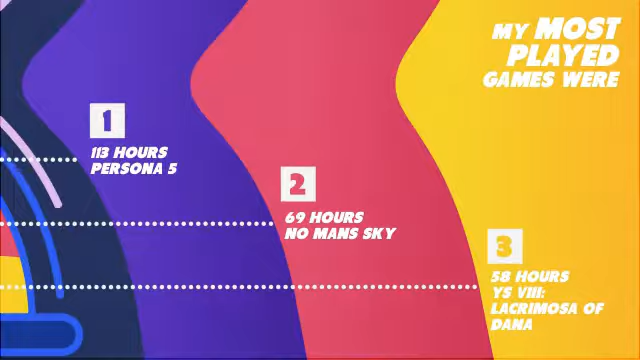 MY MOST
PLAYED
GAMES WERE
1
113 HOURS
PERSONA 5
2
69 HOURS
NO MANS SKY
3
58 HOURS
YS VIII:
LACRIMOSA OF
DANA